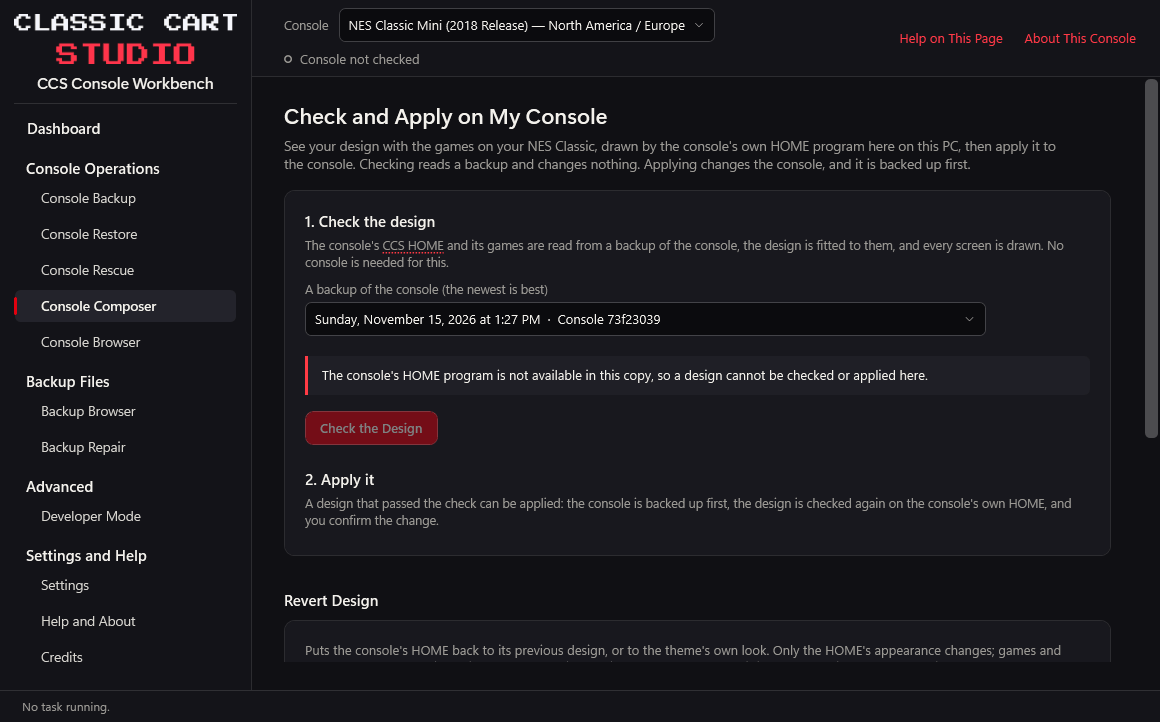 CLASSIC CART
STUDIO
CCS Console Workbench
Dashboard
Console Operations
Console Backup
Console Restore
Console Rescue
Console Composer
Console Browser
Backup Files
Backup Browser
Backup Repair
Advanced
Developer Mode
Settings and Help
Settings
Help and About
Credits
Console
NES Classic Mini (2018 Release) — North America / Europe
Console not checked
Help on This Page
About This Console
Check and Apply on My Console
See your design with the games on your NES Classic, drawn by the console's own HOME program here on this PC, then apply it to
the console. Checking reads a backup and changes nothing. Applying changes the console, and it is backed up first.
1. Check the design
The console's CCS HOME and its games are read from a backup of the console, the design is fitted to them, and every screen is drawn. No
console is needed for this.
A backup of the console (the newest is best)
Sunday, November 15, 2026 at 1:27 PM · Console 73f23039
The console's HOME program is not available in this copy, so a design cannot be checked or applied here.
Check the Design
2. Apply it
A design that passed the check can be applied: the console is backed up first, the design is checked again on the console's own HOME, and
you confirm the change.
Revert Design
Puts the console's HOME back to its previous design, or to the theme's own look. Only the HOME's appearance changes; games and
No task running.